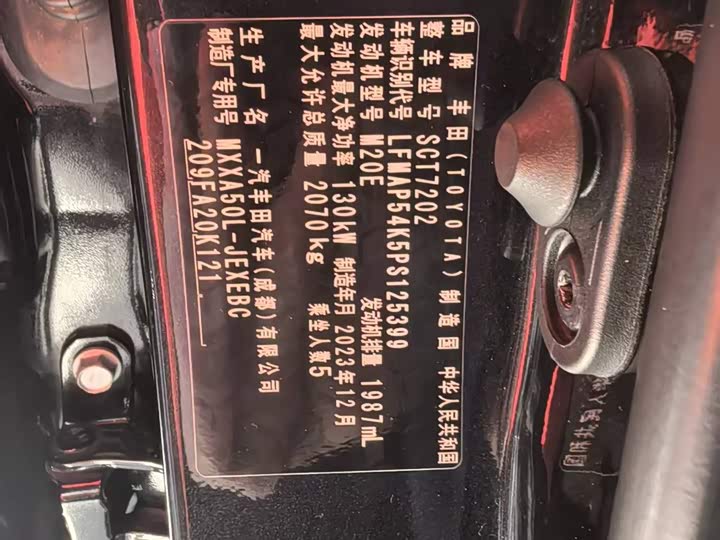 品牌 丰田(TOYOTA) 制造国 中华人民共和国
整车型号 SCT7202
车辆识别代号 LFMAP54K5PS125399
发动机型号 M20E 发动机排量 1987mL
发动机最大净功率 130kW 制造年月 2023年12月
最大允许总质量 2070kg 乘坐人数5
生产厂名 一汽丰田汽车(成都)有限公司
制造厂专用号 MXXA50L-JEXEBC
209FA20K121